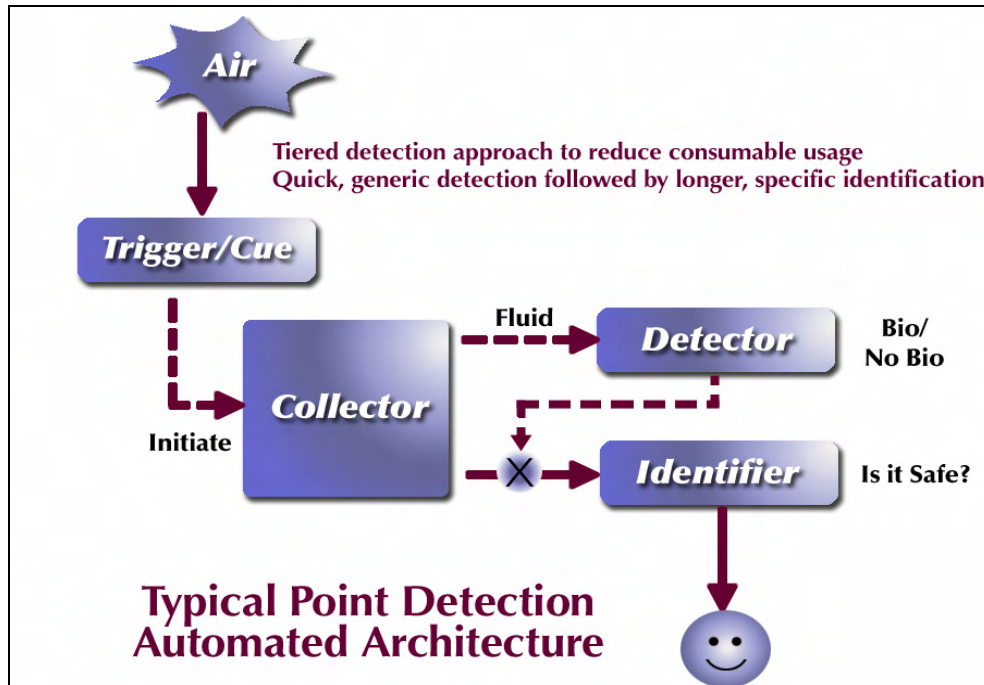 Air
Tiered detection approach to reduce consumable usage
Quick, generic detection followed by longer, specific identification
Trigger/Cue
Fluid
Detector
Bio/
No Bio
Collector
Initiate
X
Identifier
Is it Safe?
Typical Point Detection
Automated Architecture